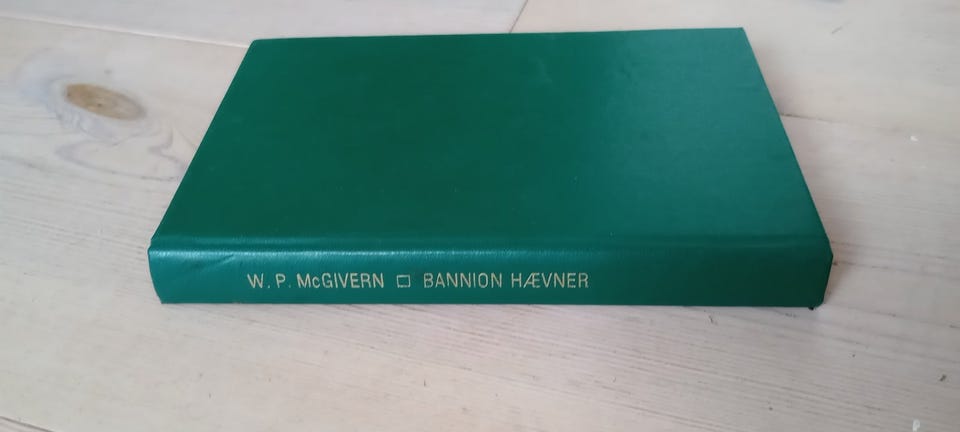 W. P. McGIVERN □ BANNION HÆVNER